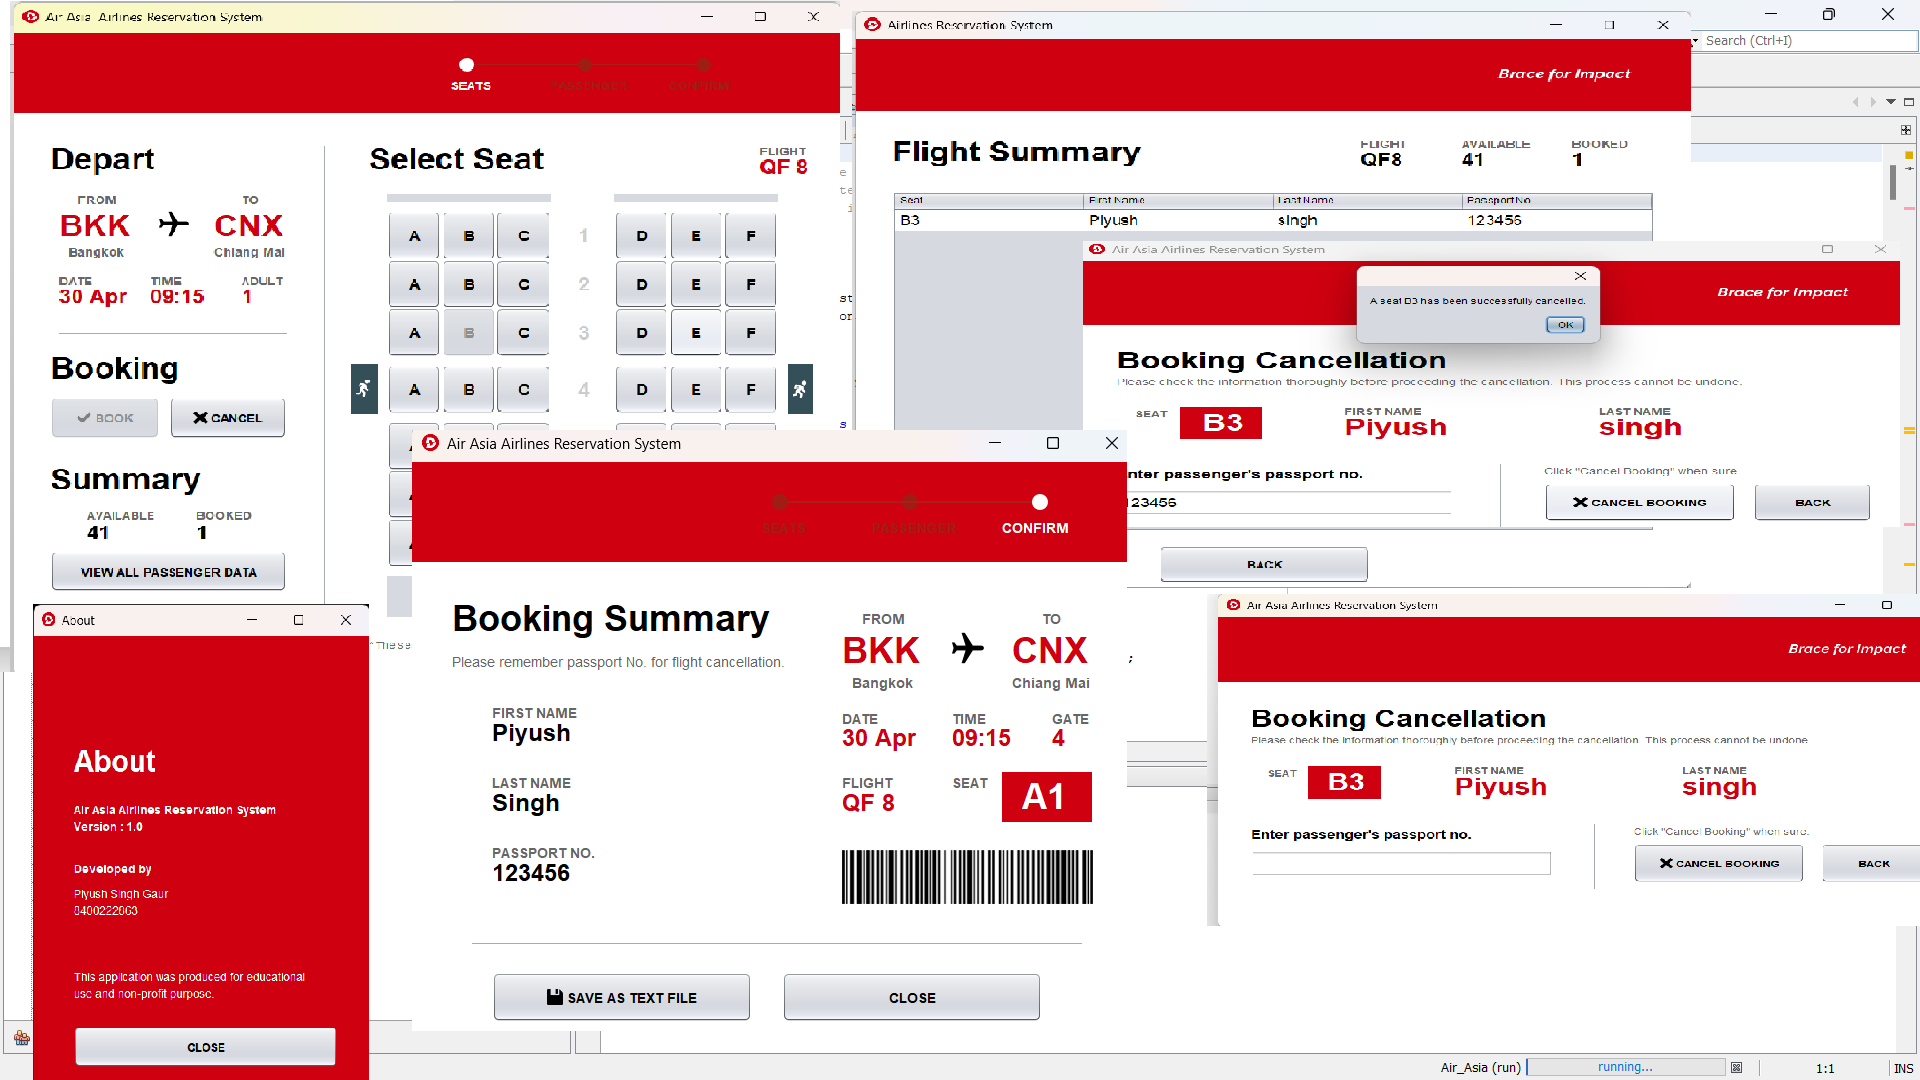 Air Asia Airlines Reservation System
SEATS
PASSENGER
CONFIRM
Depart
FROM
BKK
Bangkok
TO
CNX
Chiang Mai
DATE
30 Apr
TIME
09:15
ADULT
1
Booking
BOOK
CANCEL
Summary
AVAILABLE
41
BOOKED
1
VIEW ALL PASSENGER DATA
Select Seat
FLIGHT
QF 8
A B C 1 D E F
A B C 2 D E F
A B C 3 D E F
A B C 4 D E F
*These
Airlines Reservation System
Brace for Impact
Flight Summary
FLIGHT
QF8
AVAILABLE
41
BOOKED
1
Seat First Name Last Name Passport No
B3 Piyush singh 123456
BACK
Search (Ctrl+I)
Air Asia Airlines Reservation System
Brace for Impact
A seat B3 has been successfully cancelled.
OK
Booking Cancellation
Please check the information thoroughly before proceeding the cancellation. This process cannot be undone.
SEAT
B3
FIRST NAME
Piyush
LAST NAME
singh
nter passenger's passport no.
123456
Click "Cancel Booking" when sure
CANCEL BOOKING
BACK
Air Asia Airlines Reservation System
SEATS
PASSENGER
CONFIRM
Booking Summary
Please remember passport No. for flight cancellation.
FIRST NAME
Piyush
LAST NAME
Singh
PASSPORT NO.
123456
FROM
BKK
Bangkok
TO
CNX
Chiang Mai
DATE
30 Apr
TIME
09:15
GATE
4
FLIGHT
QF 8
SEAT
A1
SAVE AS TEXT FILE
CLOSE
About
About
Air Asia Airlines Reservation System
Version : 1.0
Developed by
Piyush Singh Gaur
8400222863
This application was produced for educational
use and non-profit purpose.
CLOSE
Air Asia Airlines Reservation System
Brace for Impact
Booking Cancellation
Please check the information thoroughly before proceeding the cancellation. This process cannot be undone
SEAT
B3
FIRST NAME
Piyush
LAST NAME
singh
Enter passenger's passport no.
Click "Cancel Booking" when sure.
CANCEL BOOKING
BACK
Air_Asia (run)
running...
1:1
INS